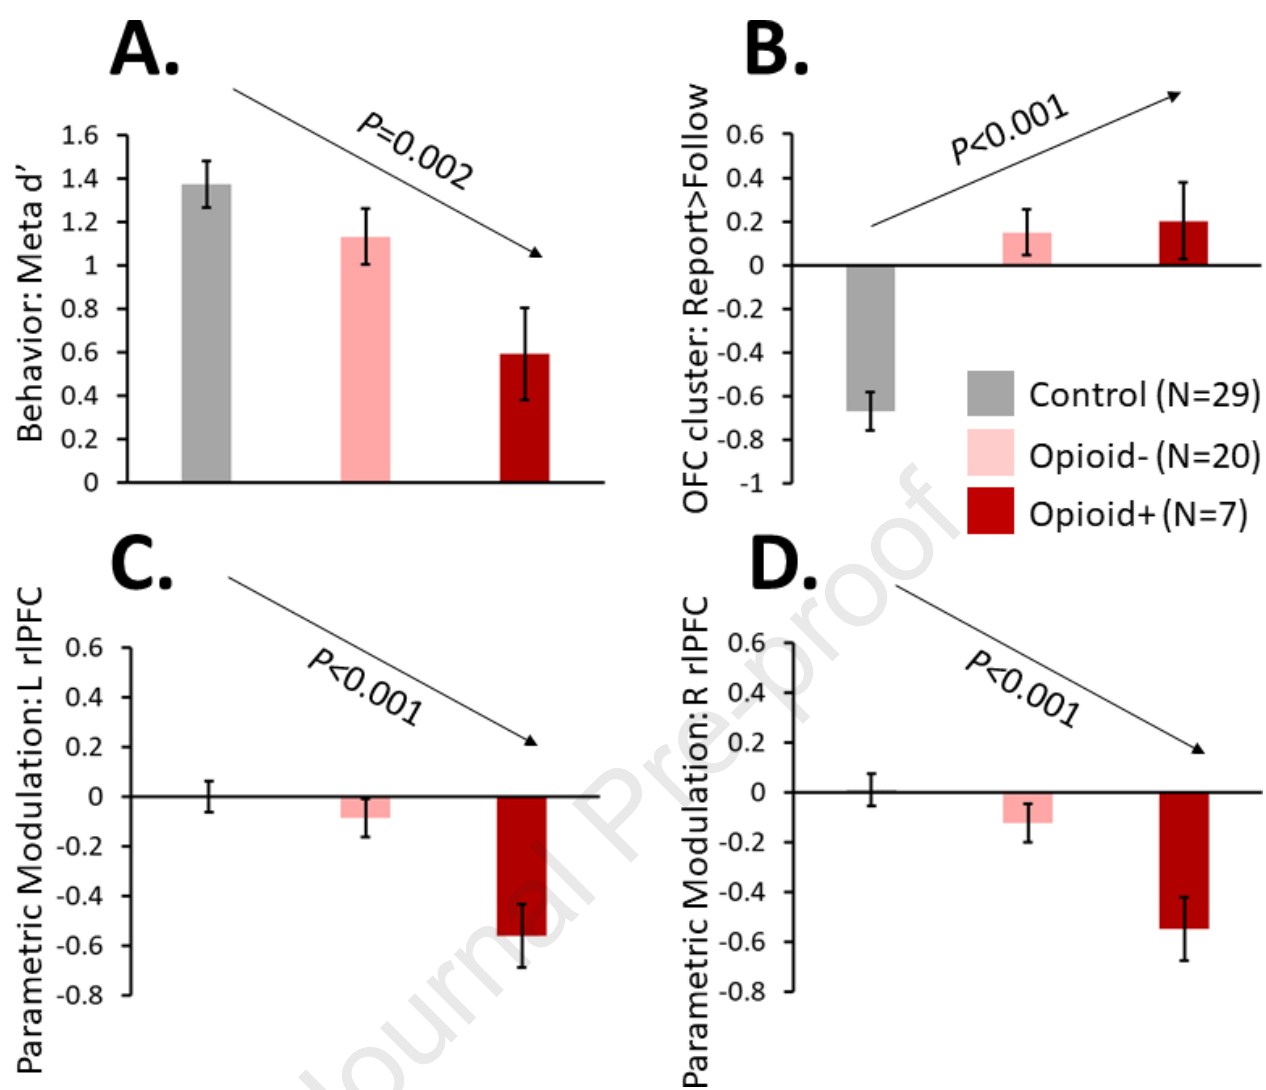 A.
Behavior: Meta d’
1.6
1.4
1.2
1
0.8
0.6
0.4
0.2
0
P=0.002
B.
OFC cluster: Report>Follow
0.6
0.4
0.2
0
-0.2
-0.4
-0.6
-0.8
-1
P<0.001
Control (N=29)
Opioid- (N=20)
Opioid+ (N=7)
C.
Parametric Modulation: L rlPFC
0.6
0.4
0.2
0
-0.2
-0.4
-0.6
-0.8
P<0.001
D.
Parametric Modulation: R rlPFC
0.6
0.4
0.2
0
-0.2
-0.4
-0.6
-0.8
P<0.001
Journal Pre-proof